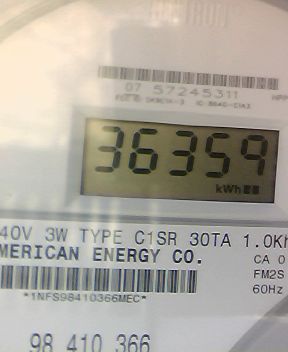 07 57245311
36359
kWh
40V 3W TYPE C1SR 30TA 1.0Kh
MERICAN ENERGY CO.
CA 0
FM2S
60Hz
*1NFS98410366MEC*
98 410 366